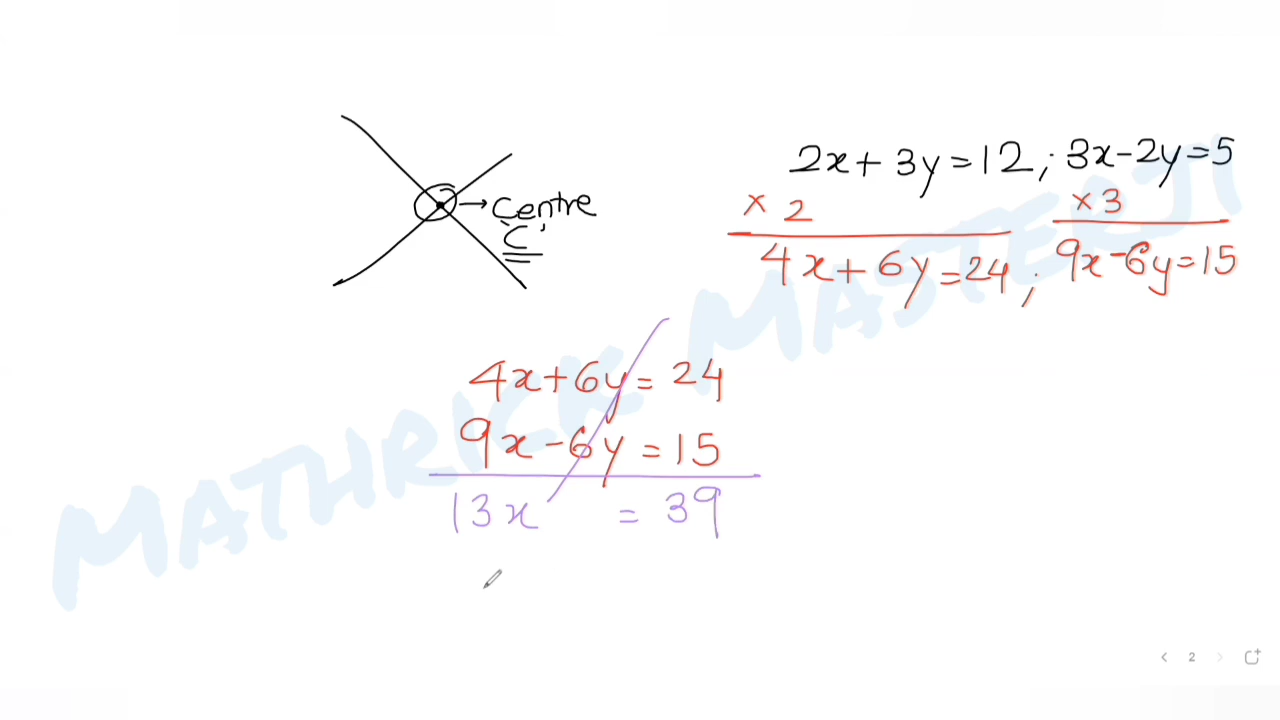 2x + 3y = 12 ; 3x - 2y = 5
× 2 × 3
4x + 6y = 24 ; 9x - 6y = 15
→ Centre
C
4x + 6y = 24
9x - 6y = 15
13x = 39
MATHRICK MASTERJI
< 2 >